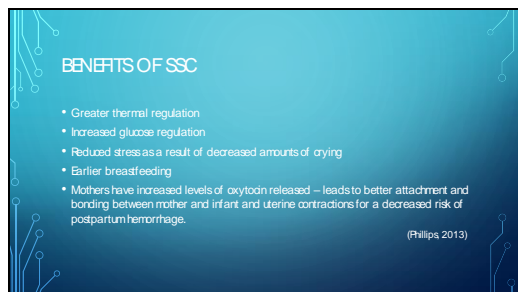 BENEFITS OF SSC
• Greater thermal regulation
• Increased glucose regulation
• Reduced stress as a result of decreased amounts of crying
• Earlier breastfeeding
• Mothers have increased levels of oxytocin released – leads to better attachment and
bonding between mother and infant and uterine contractions for a decreased risk of
postpartum hemorrhage.
(Phillips, 2013)